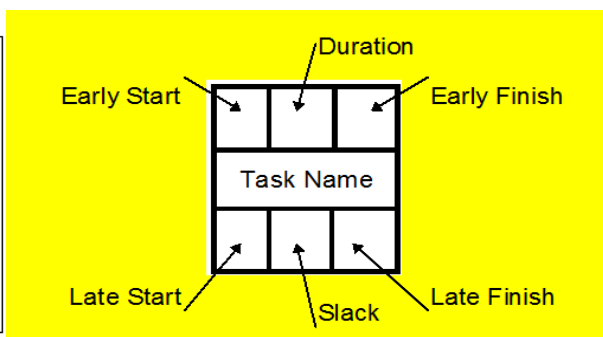 Duration
Early Start
Early Finish
Task Name
Late Start
Late Finish
Slack